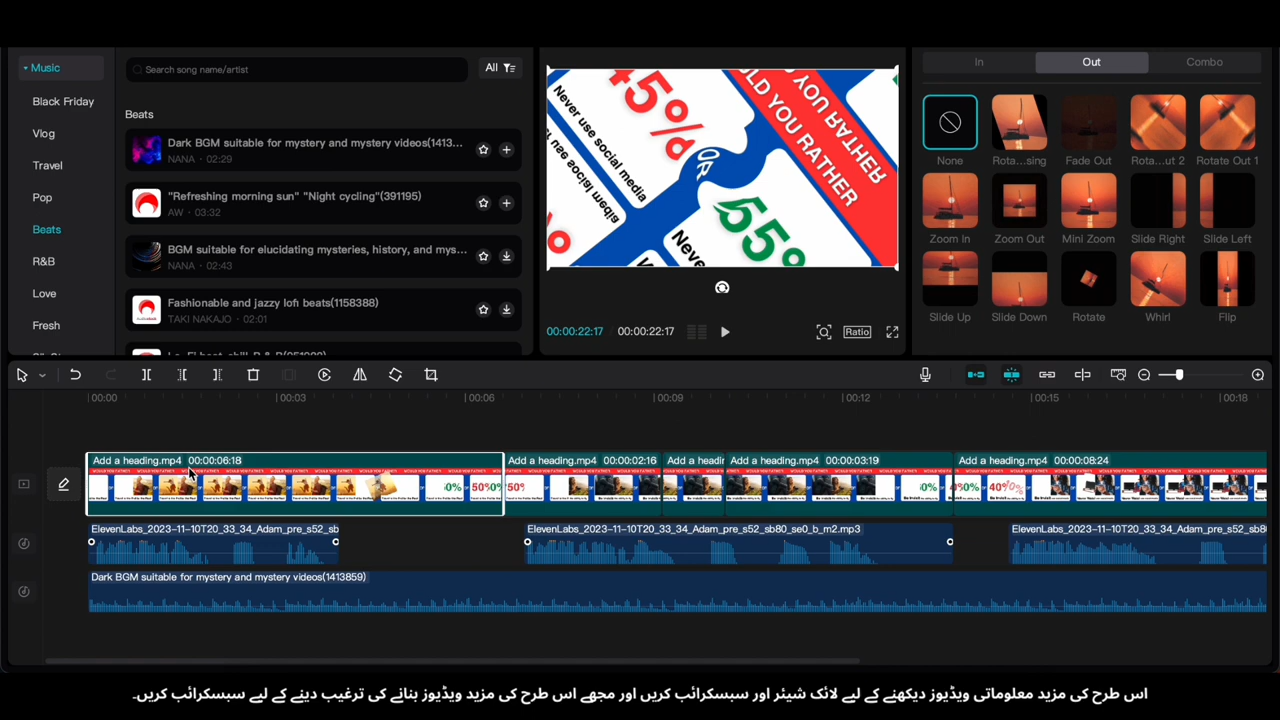 Music
Black Friday
Vlog
Travel
Pop
Beats
R&B
Love
Fresh
Search song name/artist
All
Beats
Dark BGM suitable for mystery and mystery videos(1413...
NANA · 02:29
"Refreshing morning sun" "Night cycling"(391195)
AW · 03:32
BGM suitable for elucidating mysteries, history, and mys...
NANA · 02:43
Fashionable and jazzy lofi beats(1158388)
TAKI NAKAJO · 02:01
45%
Never use social media
OR
55%
YOU RATHER
00:00:22:17
00:00:22:17
Ratio
In
Out
Combo
None
Rota...sing
Fade Out
Rota...ut 2
Rotate Out 1
Zoom In
Zoom Out
Mini Zoom
Slide Right
Slide Left
Slide Up
Slide Down
Rotate
Whirl
Flip
00:00
00:03
00:06
00:09
00:12
00:15
00:18
Add a heading.mp4 00:00:06:18
Add a heading.mp4 00:00:02:16
Add a headin
Add a heading.mp4 00:00:03:19
Add a heading.mp4 00:00:08:24
ElevenLabs_2023-11-10T20_33_34_Adam_pre_s52_sb
ElevenLabs_2023-11-10T20_33_34_Adam_pre_s52_sb80_se0_b_m2.mp3
ElevenLabs_2023-11-10T20_33_34_Adam_pre_s52_sb80
Dark BGM suitable for mystery and mystery videos(1413859)
اس طرح کی مزید معلوماتی ویڈیوز دیکھنے کے لیے لائک شیئر اور سبسکرائب کریں اور مجھے اس طرح کی مزید ویڈیوز بنانے کی ترغیب دینے کے لیے سبسکرائب کریں۔